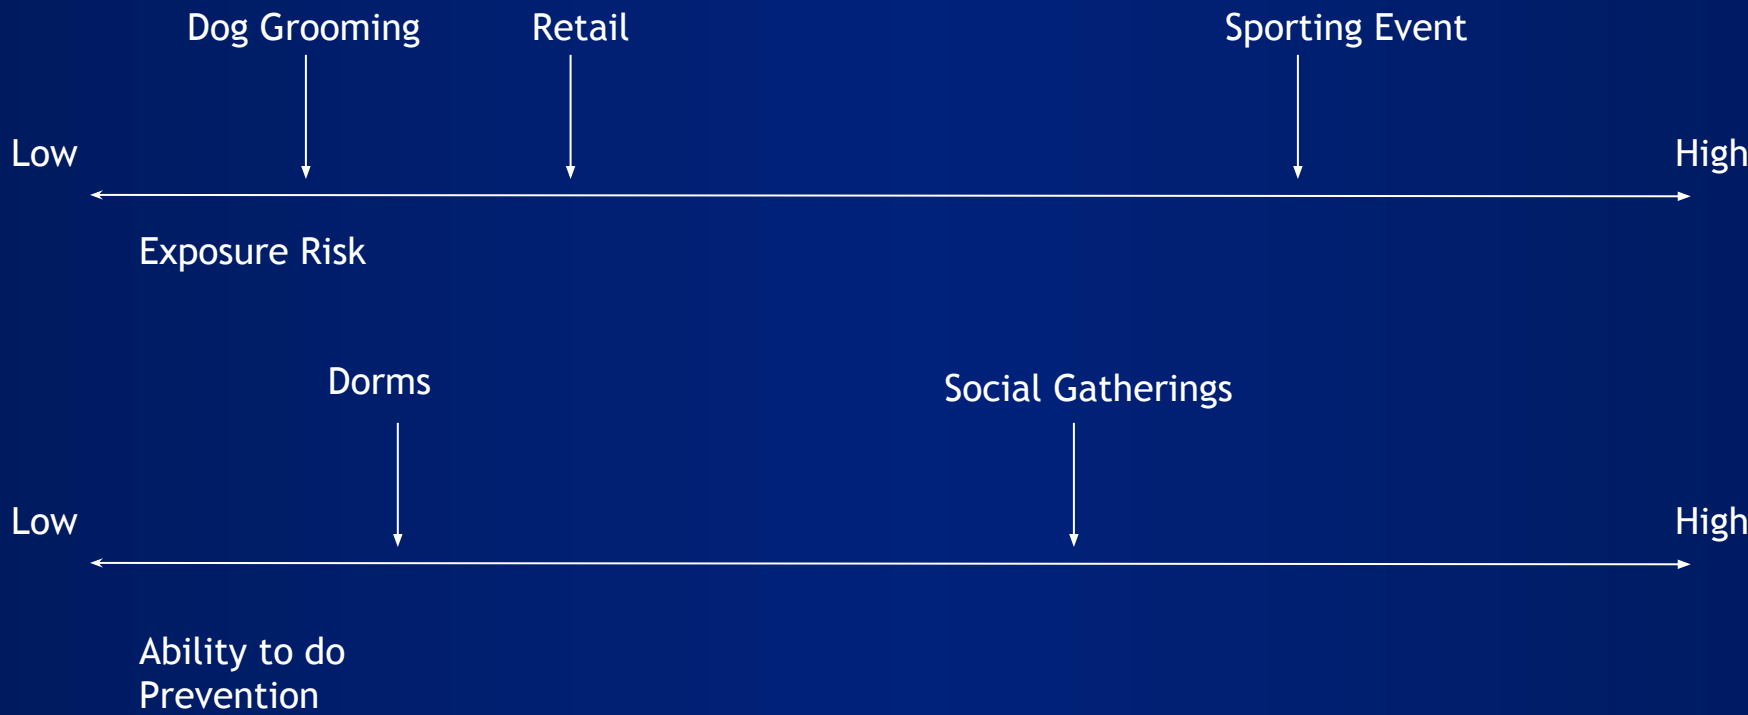 Dog Grooming
Retail
Sporting Event
Low
High
Exposure Risk
Dorms
Social Gatherings
Low
High
Ability to do
Prevention